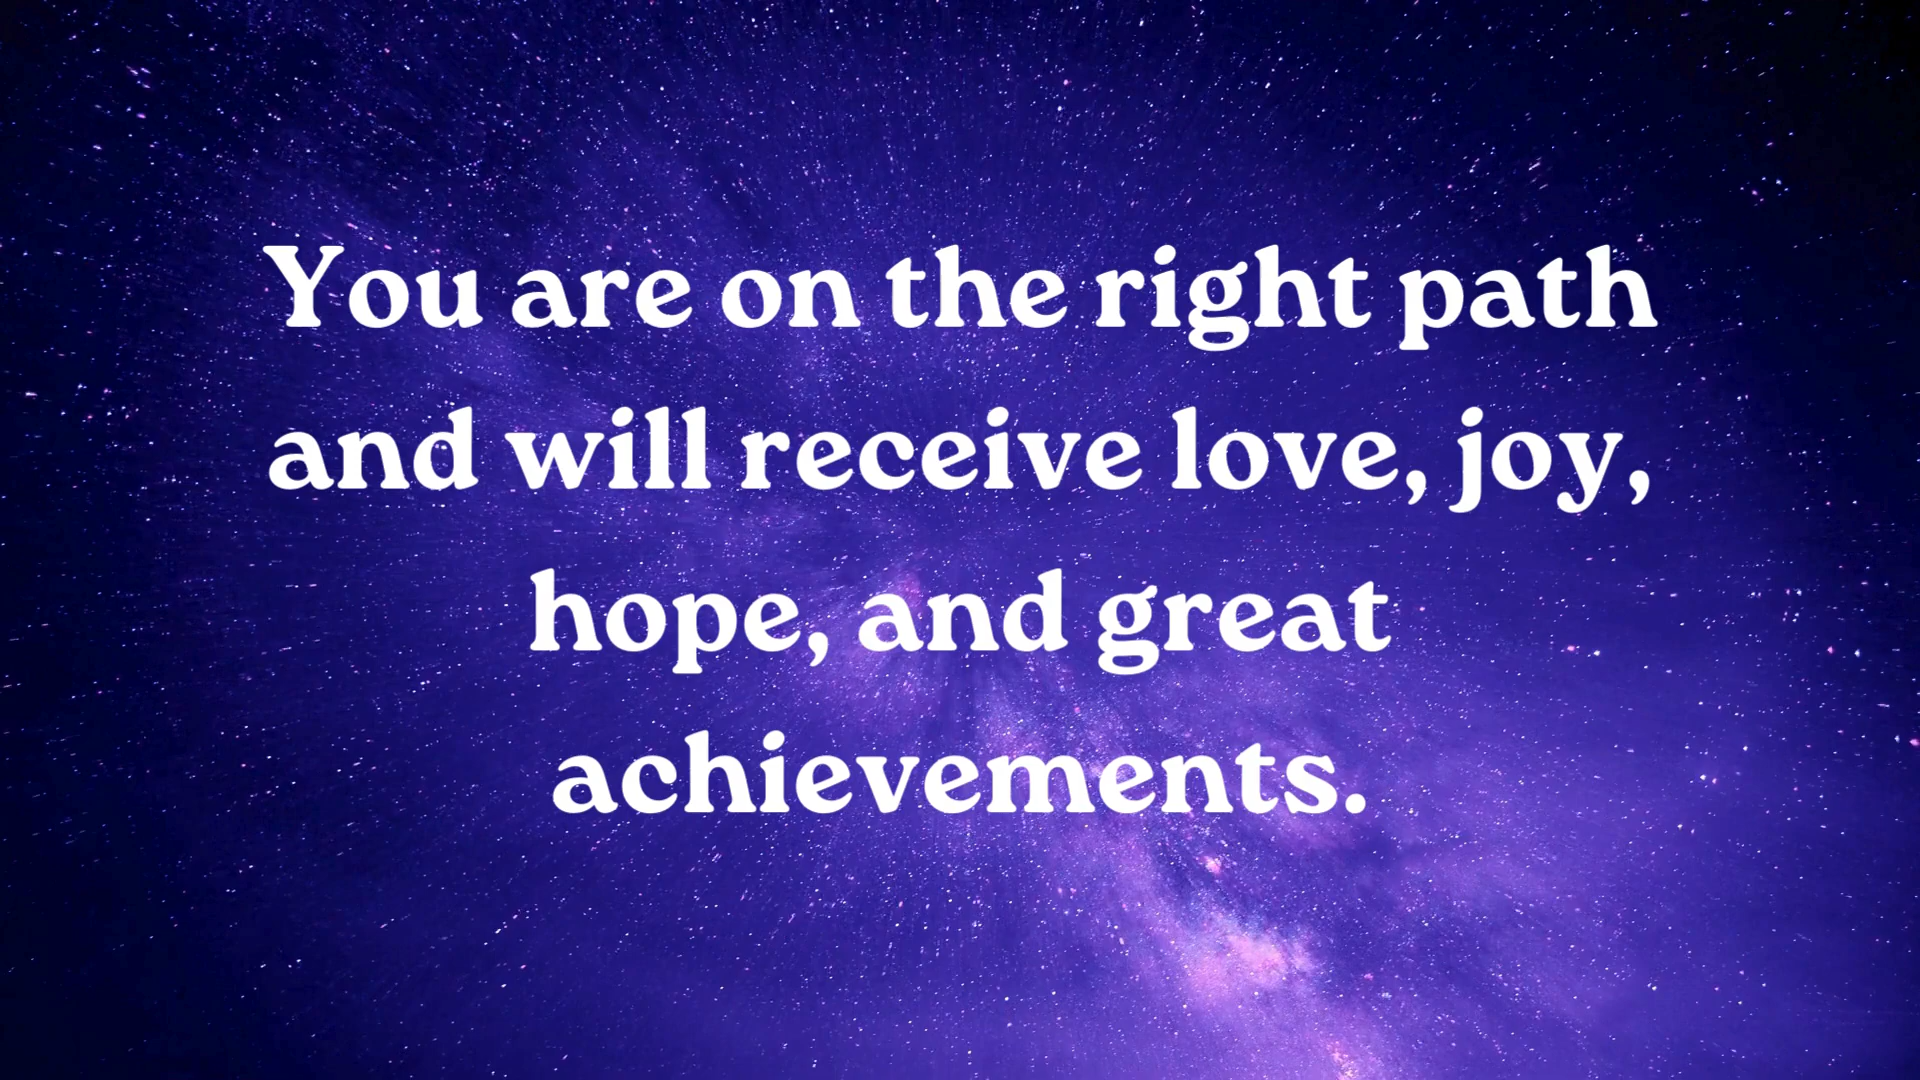 You are on the right path
and will receive love, joy,
hope, and great
achievements.